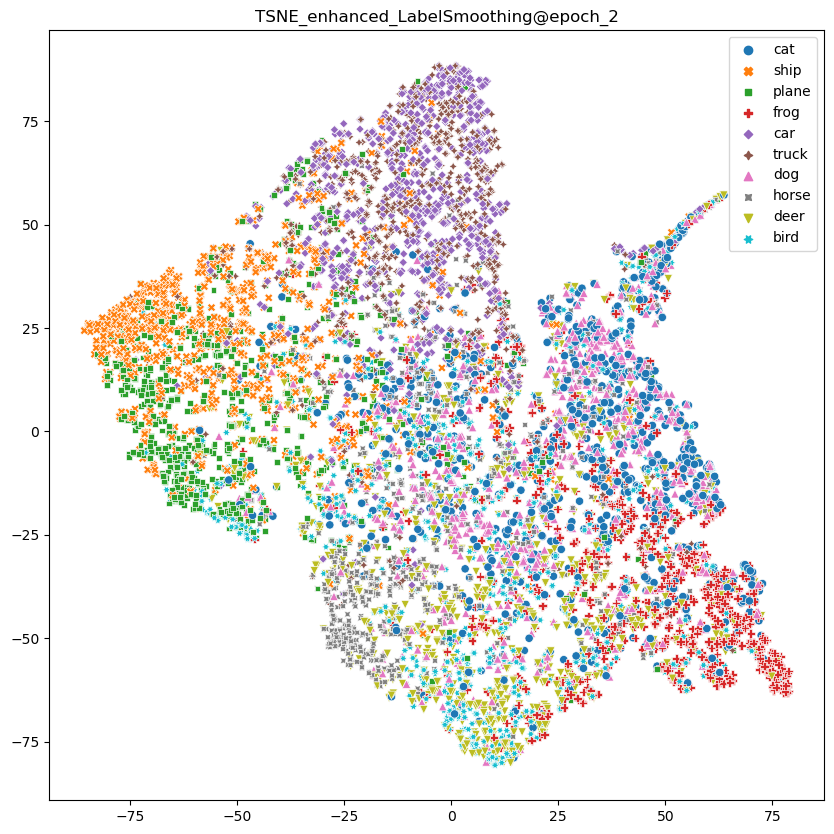 TSNE_enhanced_LabelSmoothing@epoch_2
cat
ship
plane
frog
car
truck
dog
horse
deer
bird
75
50
25
0
−25
−50
−75
−75
−50
−25
0
25
50
75